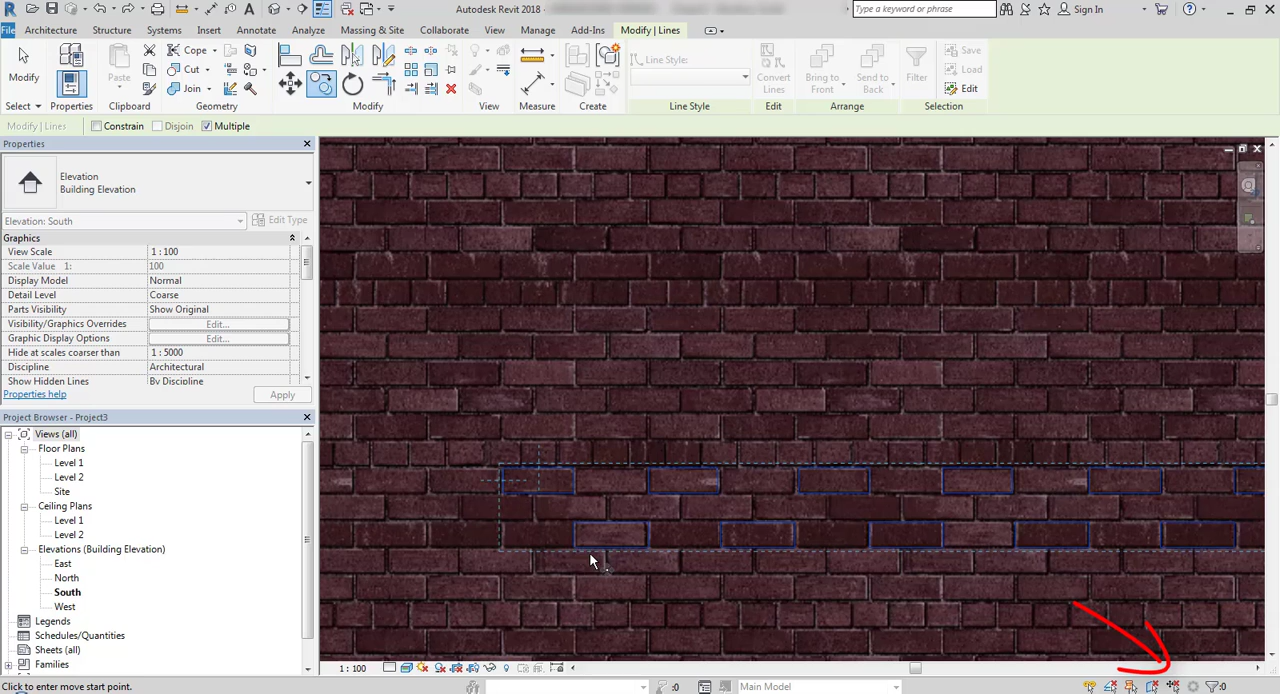 Autodesk Revit 2018 -
Type a keyword or phrase
Sign In
File
Architecture
Structure
Systems
Insert
Annotate
Analyze
Massing & Site
Collaborate
View
Manage
Add-Ins
Modify | Lines
Modify
Paste
Cope
Cut
Join
Line Style:
Convert
Lines
Bring to
Front
Send to
Back
Filter
Save
Load
Edit
Select
Properties
Clipboard
Geometry
Modify
View
Measure
Create
Line Style
Edit
Arrange
Selection
Modify | Lines
Constrain
Disjoin
Multiple
Properties
Elevation
Building Elevation
Elevation: South
Edit Type
Graphics
View Scale 1 : 100
Scale Value 1: 100
Display Model Normal
Detail Level Coarse
Parts Visibility Show Original
Visibility/Graphics Overrides Edit...
Graphic Display Options Edit...
Hide at scales coarser than 1 : 5000
Discipline Architectural
Show Hidden Lines By Discipline
Properties help
Apply
Project Browser - Project3
Views (all)
Floor Plans
Level 1
Level 2
Site
Ceiling Plans
Level 1
Level 2
Elevations (Building Elevation)
East
North
South
West
Legends
Schedules/Quantities
Sheets (all)
Families
1 : 100
Click to enter move start point.
:0
Main Model
:0